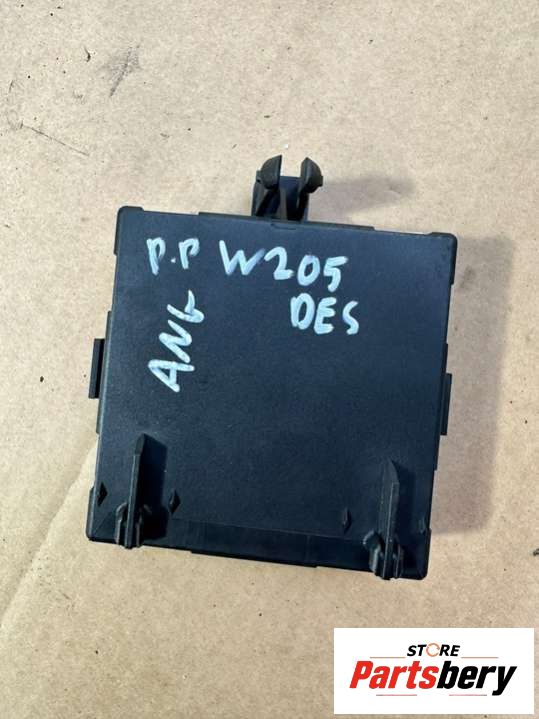 P.P W205
DES
ANG
STORE
Partsbery